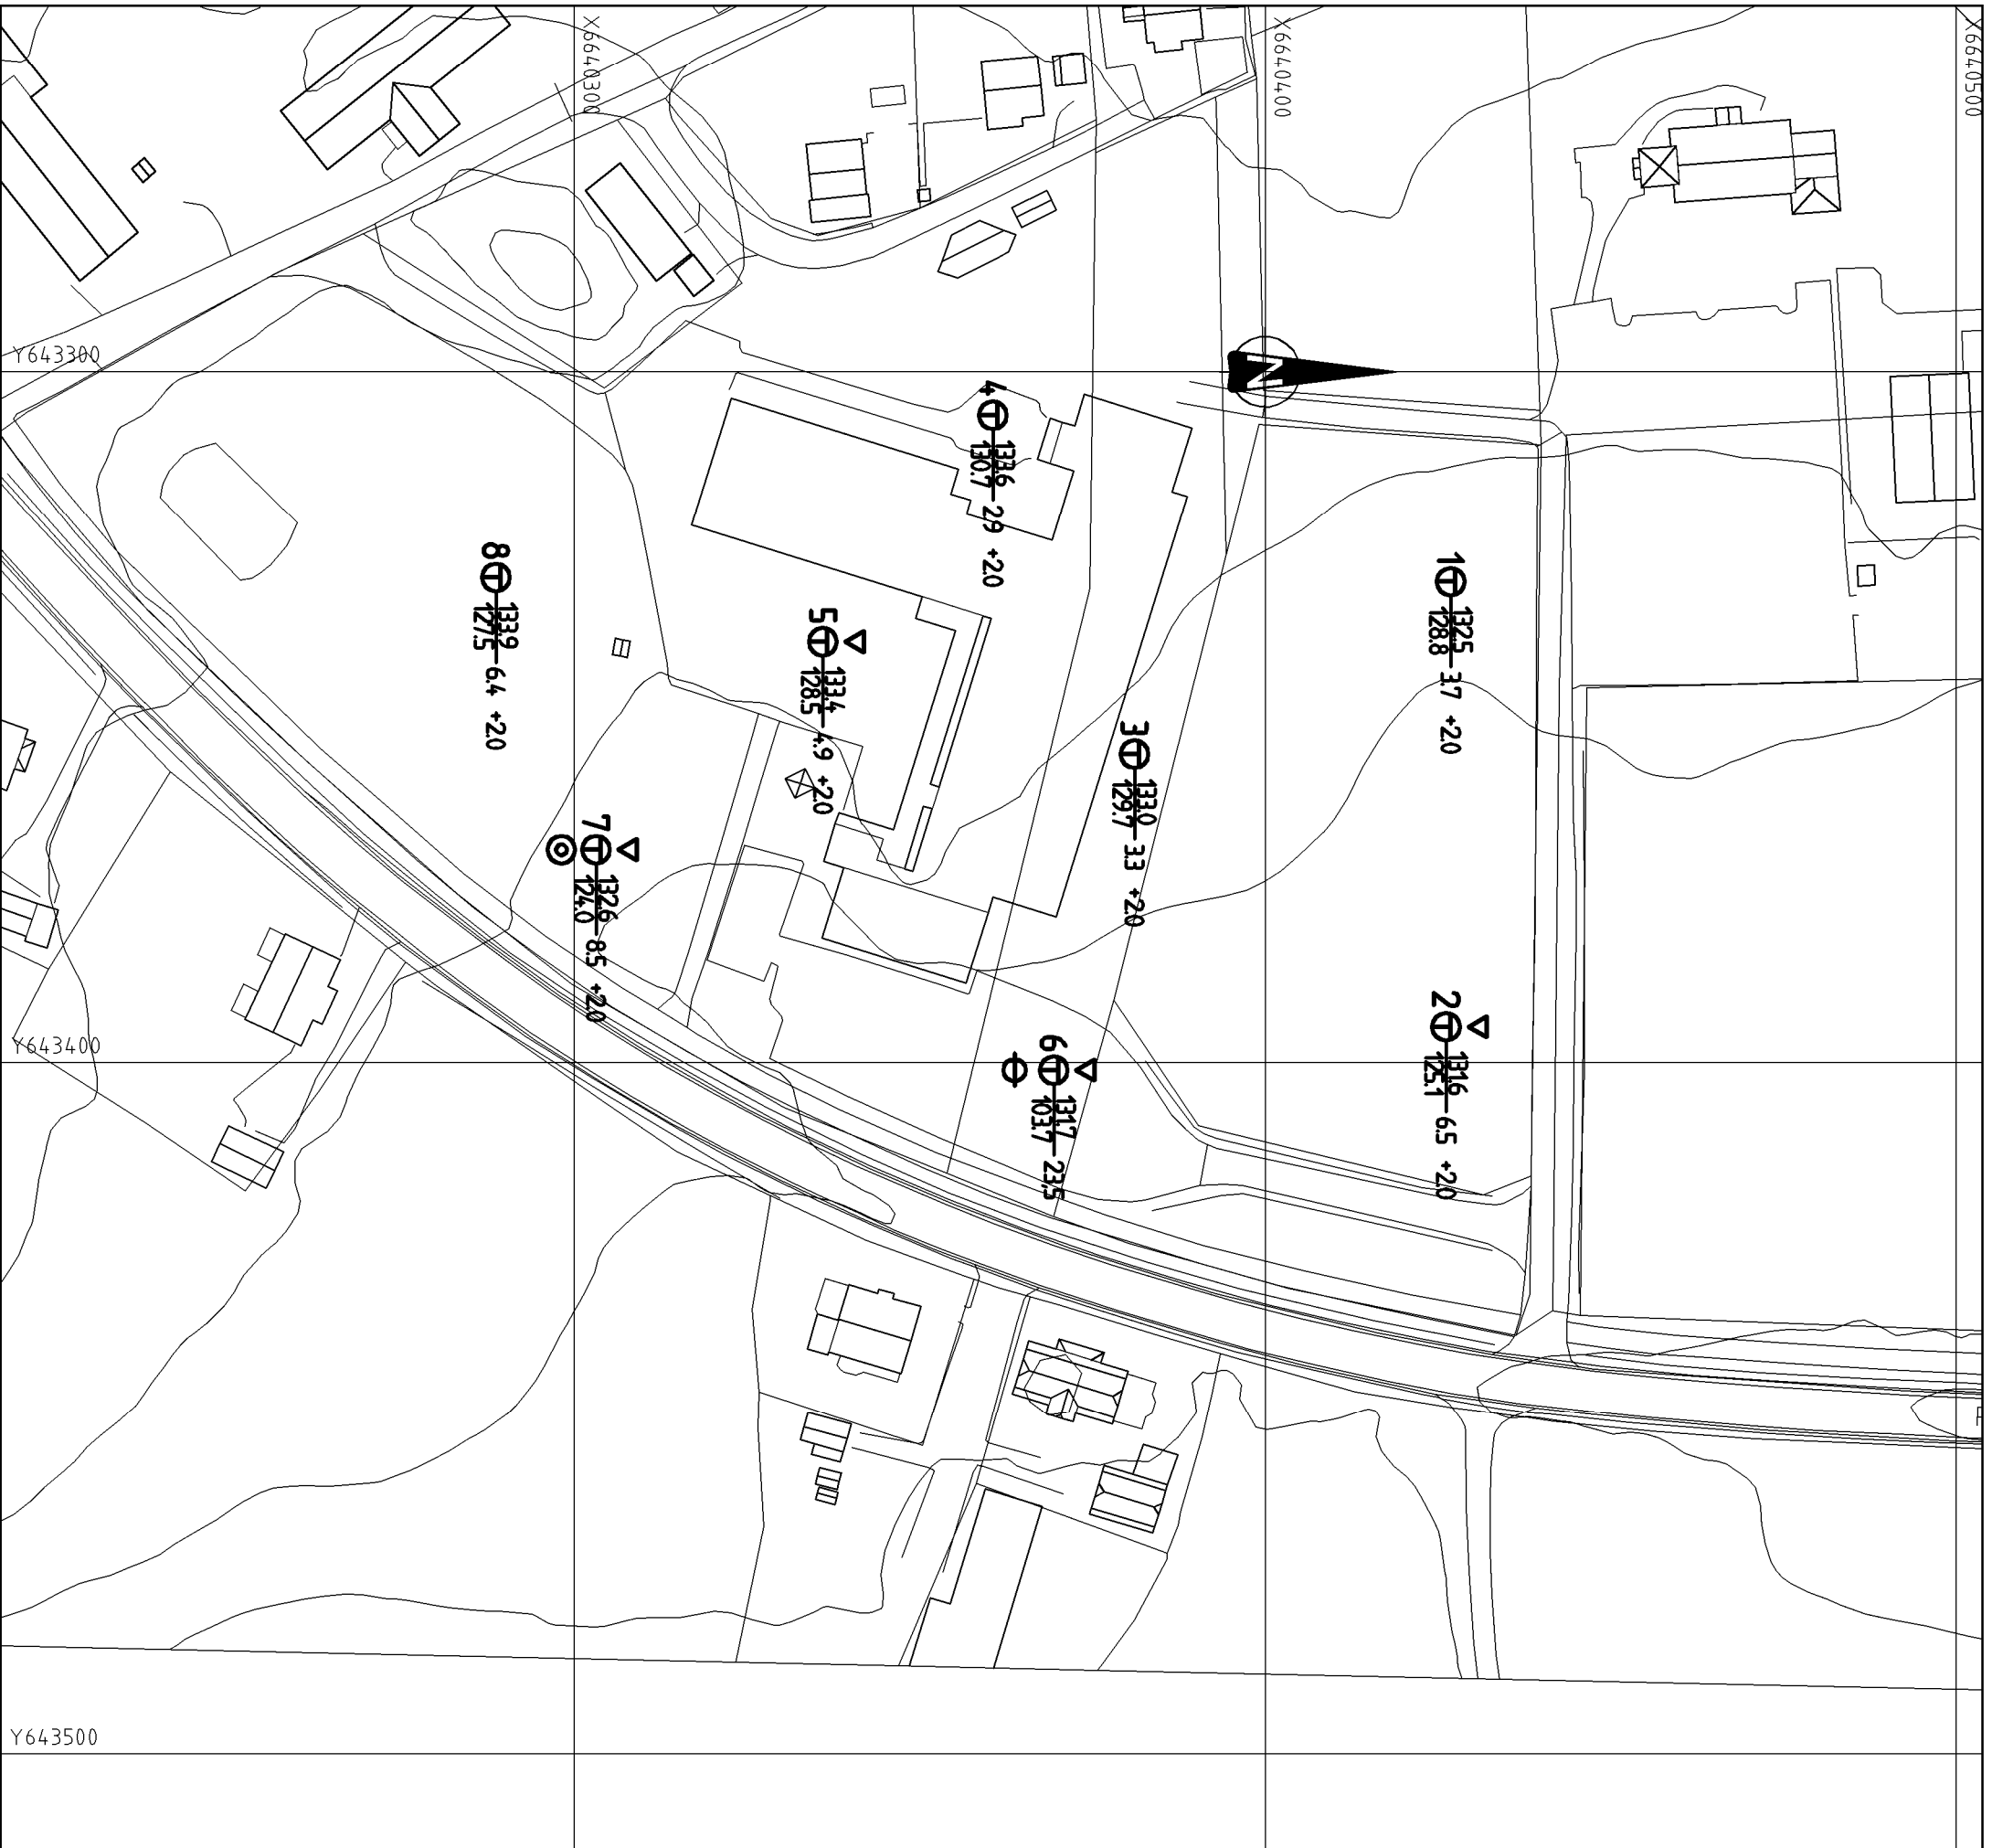 X6640300
X6640400
X6640500
Y643300
N
4 133.6 130.7 2.9 +2.0
8 133.9 127.5 6.4 +2.0
1 132.5 128.8 3.7 +2.0
5 133.4 128.5 4.9 +2.0
3 133.0 129.7 3.3 +2.0
7 132.6 124.0 8.5 +2.0
2 131.6 125.1 6.5 +2.0
Y643400
6 131.7 103.7 23,5
Y643500